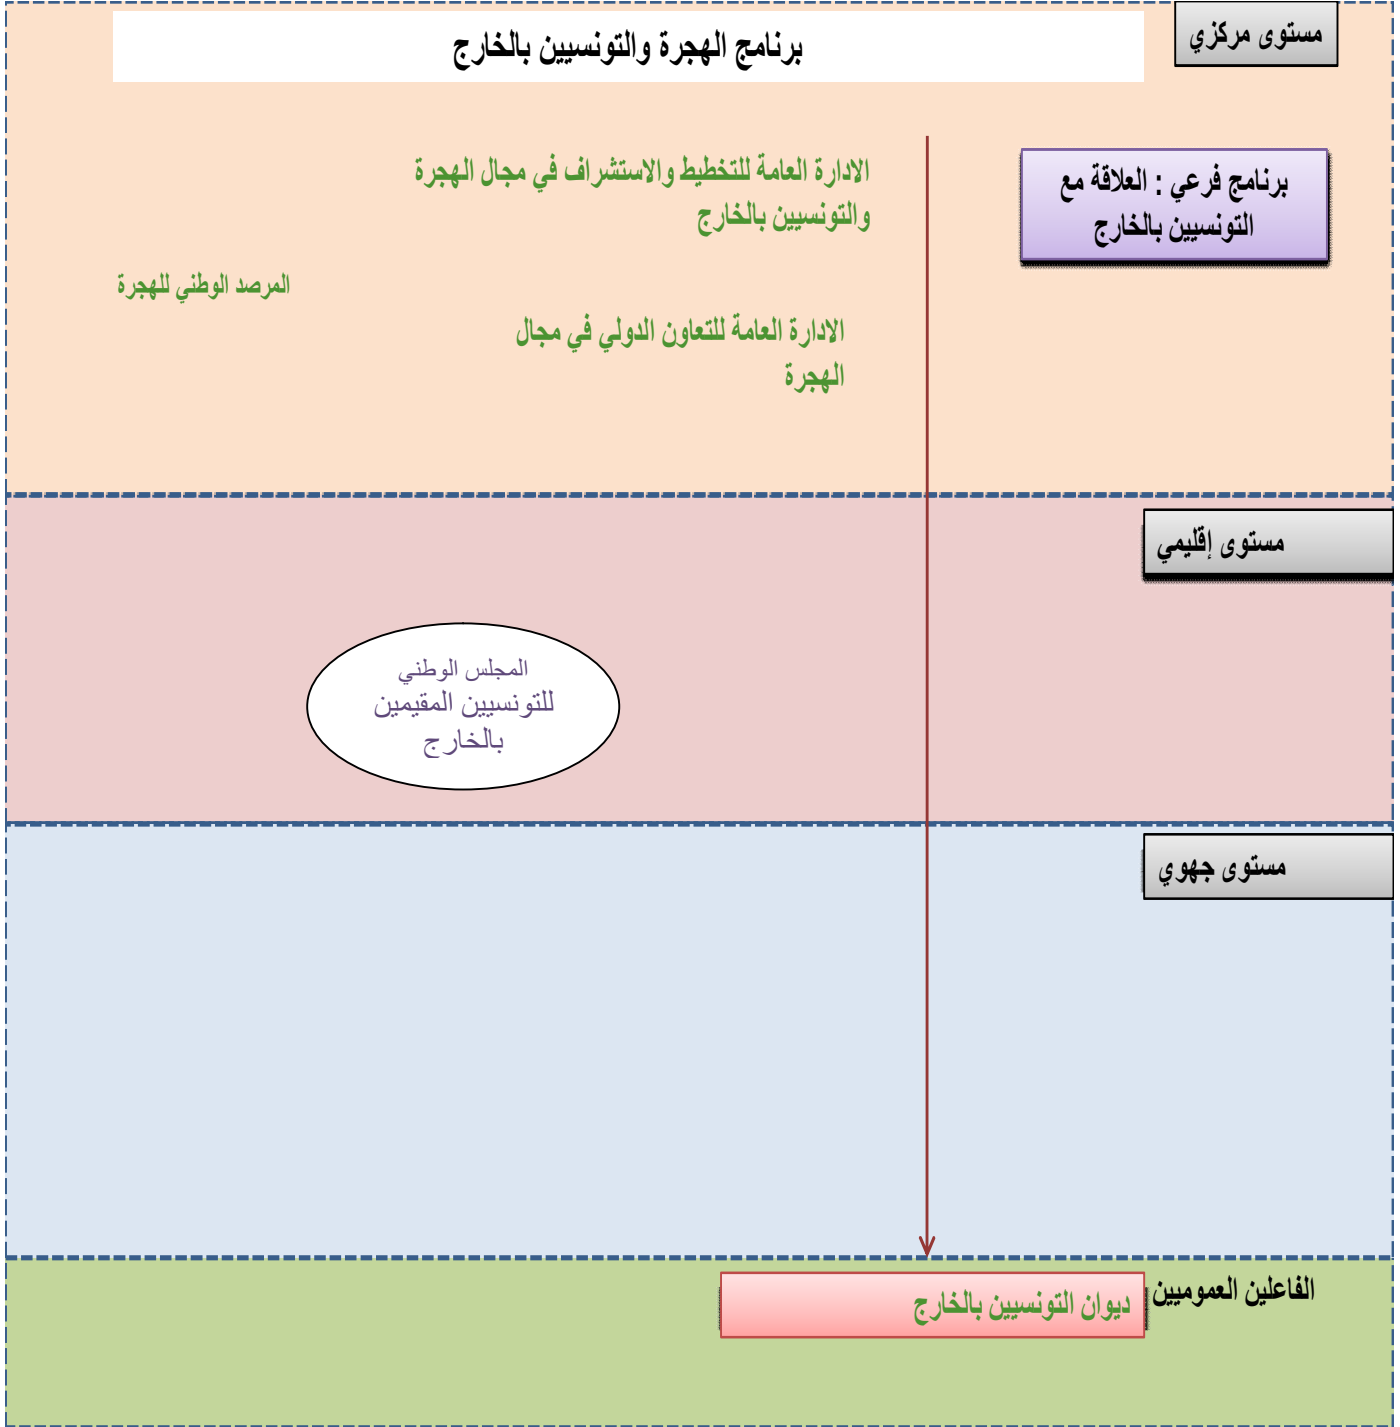 مستوى مركزي
برنامج الهجرة والتونسيين بالخارج
برنامج فرعي : العلاقة مع
التونسيين بالخارج
الادارة العامة للتخطيط والاستشراف في مجال الهجرة
والتونسيين بالخارج
المرصد الوطني للهجرة
الادارة العامة للتعاون الدولي في مجال
الهجرة
مستوى إقليمي
المجلس الوطني
للتونسيين المقيمين
بالخارج
مستوى جهوي
الفاعلين العموميين
ديوان التونسيين بالخارج